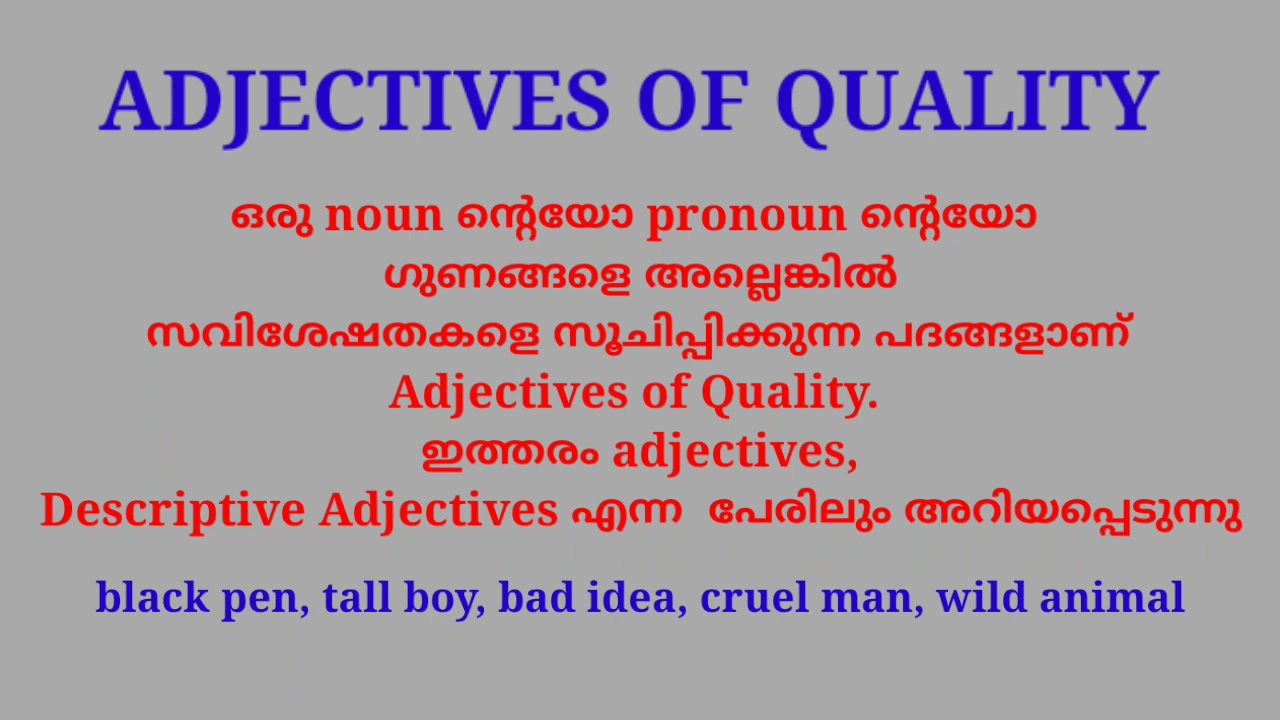 ADJECTIVES OF QUALITY
ഒരു noun ന്റെയോ pronoun ന്റെയോ
ഗുണങ്ങളെ അല്ലെങ്കിൽ
സവിശേഷതകളെ സൂചിപ്പിക്കുന്ന പദങ്ങളാണ്
Adjectives of Quality.
ഇത്തരം adjectives,
Descriptive Adjectives എന്ന പേരിലും അറിയപ്പെടുന്നു
black pen, tall boy, bad idea, cruel man, wild animal